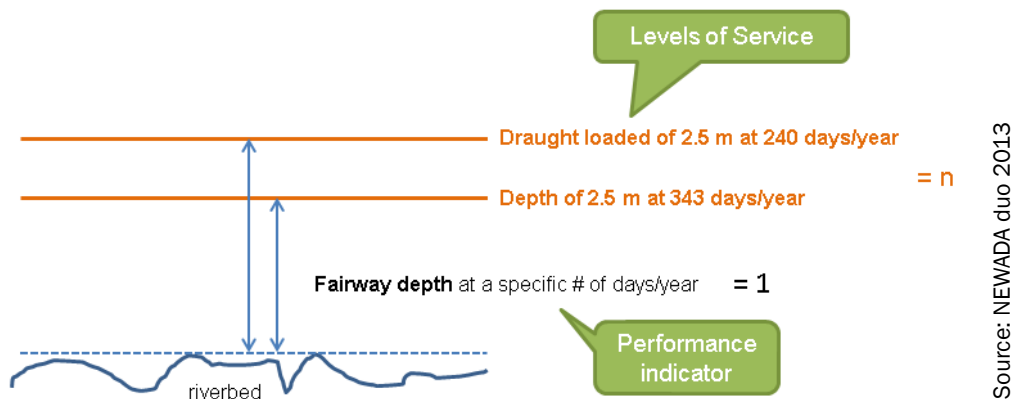 Levels of Service
Draught loaded of 2.5 m at 240 days/year
= n
Depth of 2.5 m at 343 days/year
Fairway depth at a specific # of days/year
= 1
Performance
indicator
riverbed
Source: NEWADA duo 2013